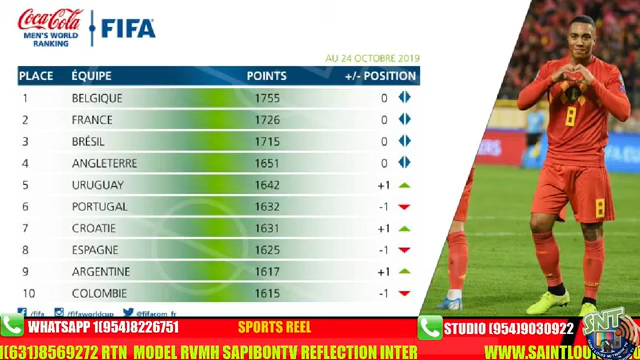 Coca-Cola
MEN'S WORLD
RANKING
FIFA
AU 24 OCTOBRE 2019
PLACE ÉQUIPE POINTS +/- POSITION
1 BELGIQUE 1755 0
2 FRANCE 1726 0
3 BRÉSIL 1715 0
4 ANGLETERRE 1651 0
5 URUGUAY 1642 +1
6 PORTUGAL 1632 -1
7 CROATIE 1631 +1
8 ESPAGNE 1625 -1
9 ARGENTINE 1617 +1
10 COLOMBIE 1615 -1
/fifa /fifaworldcup @fifacom_fr
8
8
SNT
WHATSAPP 1(954)8226751 SPORTS REEL STUDIO (954)9030922
(631)8569272 RTN MODEL RVMH SAPIBONTV REFLECTION INTER WWW.SAINTLOU